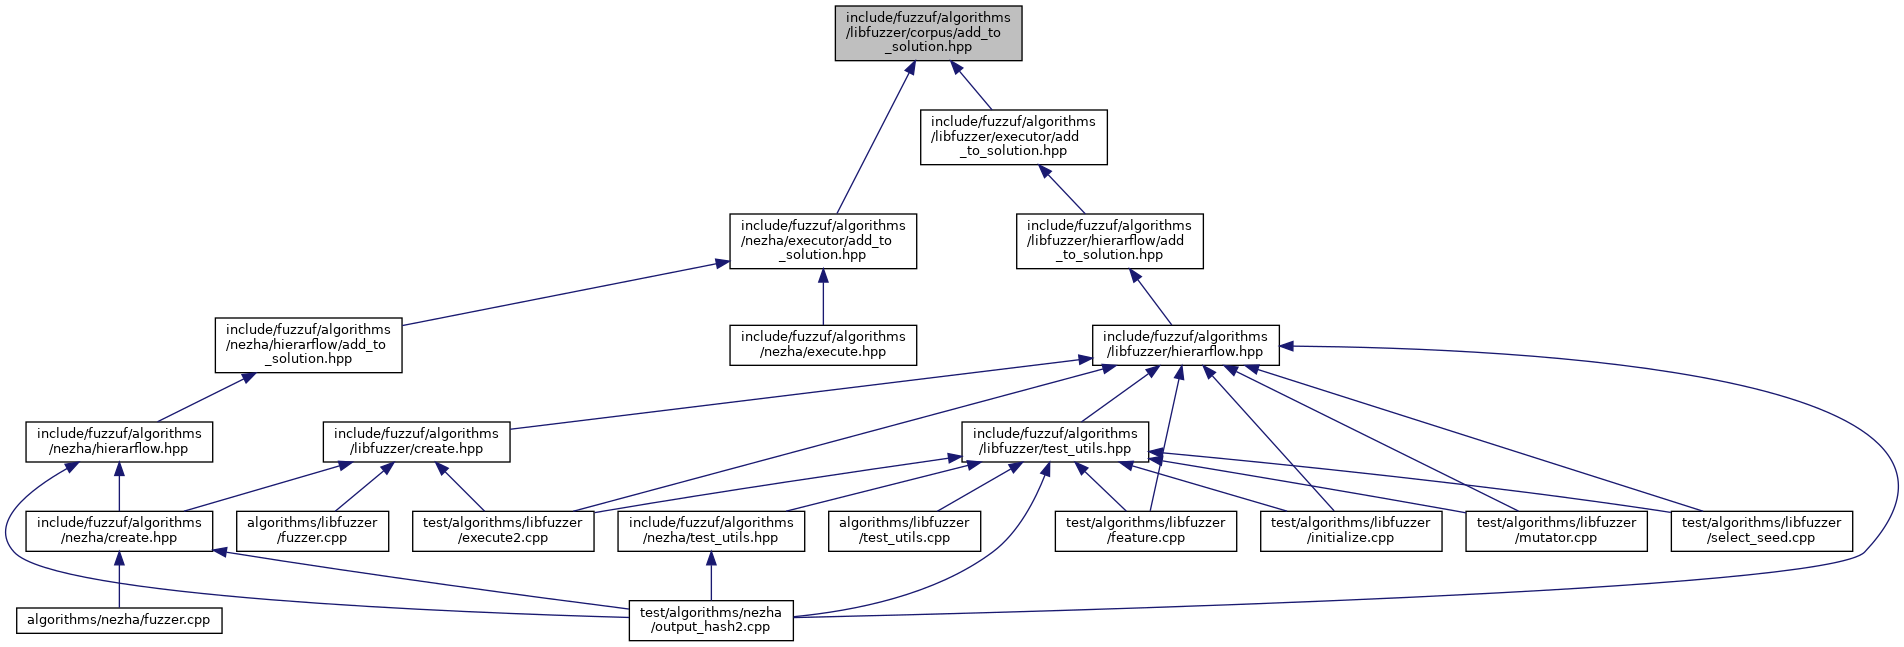 include/fuzzuf/algorithms
/libfuzzer/corpus/add_to
_solution.hpp
include/fuzzuf/algorithms
/libfuzzer/executor/add
_to_solution.hpp
include/fuzzuf/algorithms
/nezha/executor/add_to
_solution.hpp
include/fuzzuf/algorithms
/libfuzzer/hierarflow/add
_to_solution.hpp
include/fuzzuf/algorithms
/nezha/hierarflow/add_to
_solution.hpp
include/fuzzuf/algorithms
/nezha/execute.hpp
include/fuzzuf/algorithms
/libfuzzer/hierarflow.hpp
include/fuzzuf/algorithms
/nezha/hierarflow.hpp
include/fuzzuf/algorithms
/libfuzzer/create.hpp
include/fuzzuf/algorithms
/libfuzzer/test_utils.hpp
include/fuzzuf/algorithms
/nezha/create.hpp
algorithms/libfuzzer
/fuzzer.cpp
test/algorithms/libfuzzer
/execute2.cpp
include/fuzzuf/algorithms
/nezha/test_utils.hpp
algorithms/libfuzzer
/test_utils.cpp
test/algorithms/libfuzzer
/feature.cpp
test/algorithms/libfuzzer
/initialize.cpp
test/algorithms/libfuzzer
/mutator.cpp
test/algorithms/libfuzzer
/select_seed.cpp
algorithms/nezha/fuzzer.cpp
test/algorithms/nezha
/output_hash2.cpp